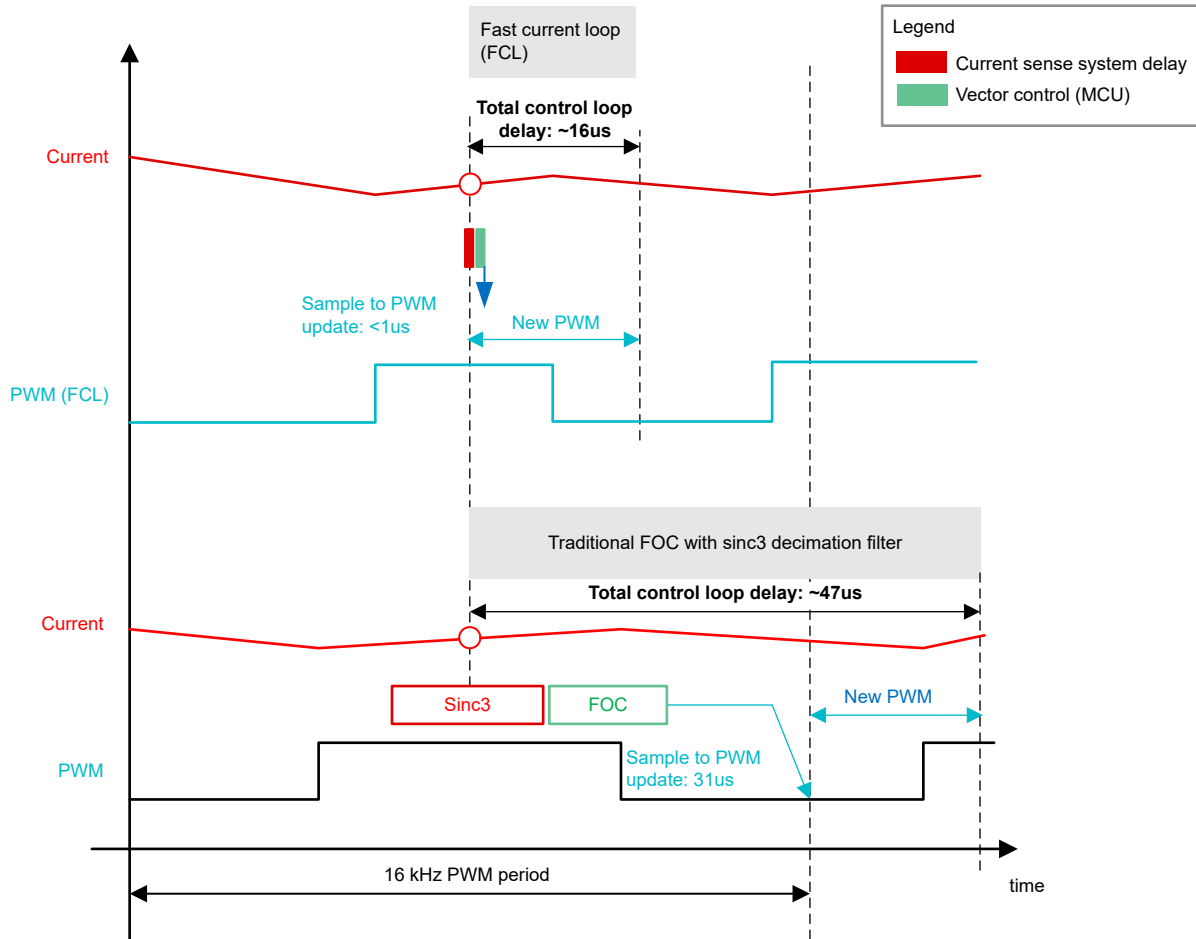 Fast current loop
(FCL)
Legend
Current sense system delay
Vector control (MCU)
Total control loop
delay: ~16us
Current
Sample to PWM
update: <1us
New PWM
PWM (FCL)
Traditional FOC with sinc3 decimation filter
Total control loop delay: ~47us
Current
Sinc3
FOC
New PWM
Sample to PWM
update: 31us
PWM
16 kHz PWM period
time